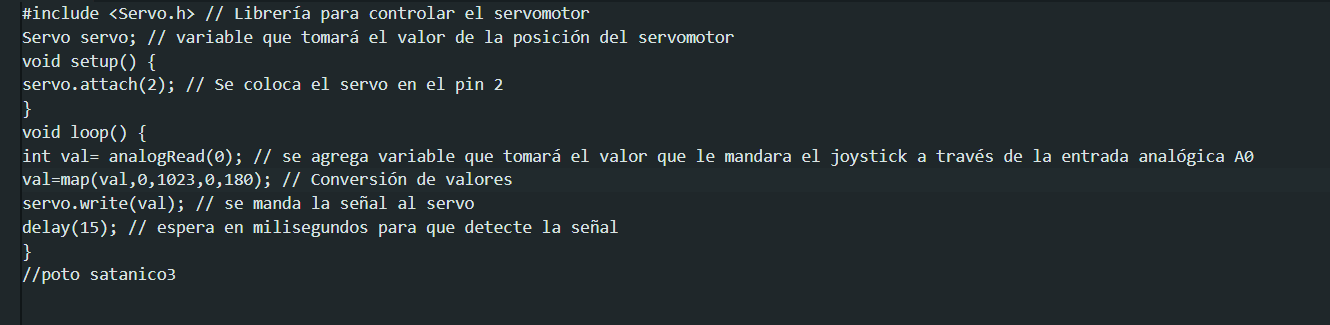 #include <Servo.h> // Librería para controlar el servomotor
Servo servo; // variable que tomará el valor de la posición del servomotor
void setup() {
servo.attach(2); // Se coloca el servo en el pin 2
}
void loop() {
int val= analogRead(0); // se agrega variable que tomará el valor que le mandara el joystick a través de la entrada analógica A0
val=map(val,0,1023,0,180); // Conversión de valores
servo.write(val); // se manda la señal al servo
delay(15); // espera en milisegundos para que detecte la señal
}
//poto satanico3